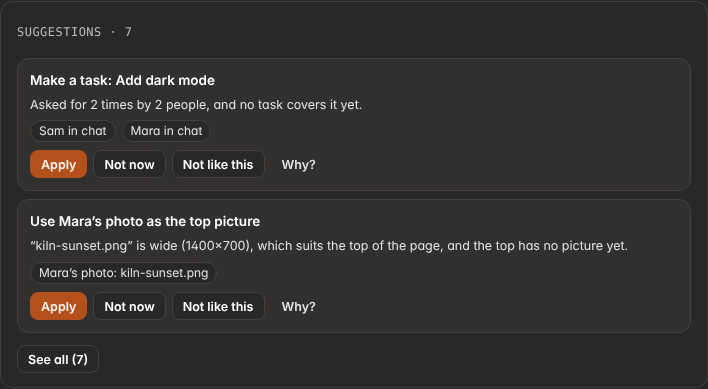 SUGGESTIONS · 7
Make a task: Add dark mode
Asked for 2 times by 2 people, and no task covers it yet.
Sam in chat Mara in chat
Apply Not now Not like this Why?
Use Mara’s photo as the top picture
“kiln-sunset.png” is wide (1400×700), which suits the top of the page, and the top has no picture yet.
Mara’s photo: kiln-sunset.png
Apply Not now Not like this Why?
See all (7)